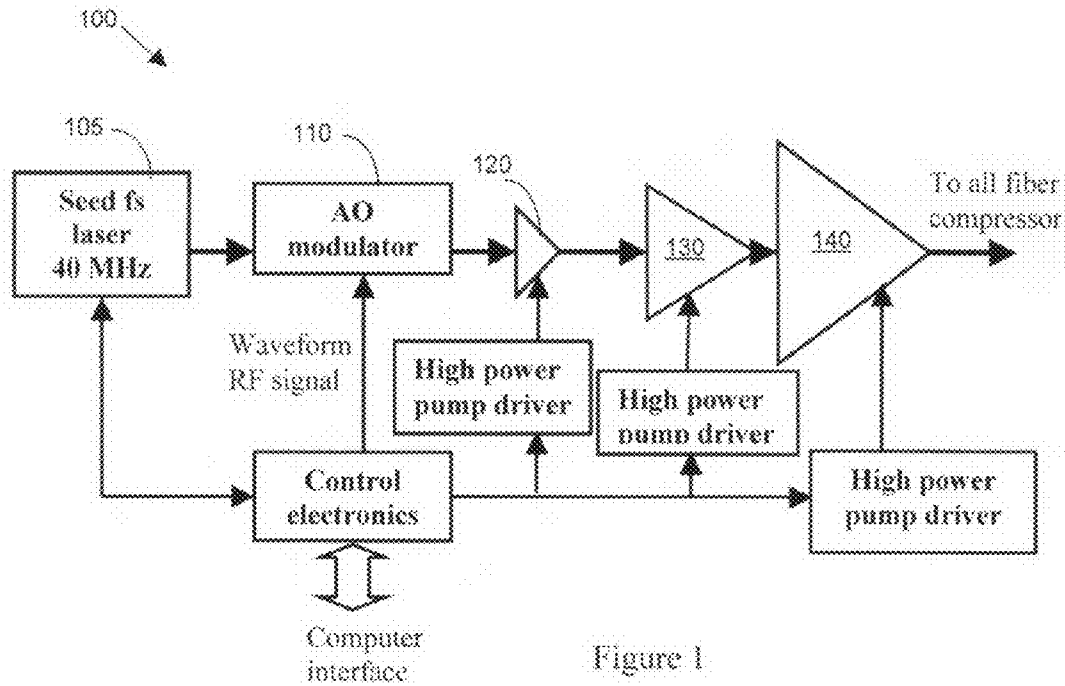 100
105
110
120
Seed fs
laser
40 MHz
AO
modulator
130
140
To all fiber
compressor
Waveform
RF signal
High power
pump driver
High power
pump driver
Control
electronics
High power
pump driver
Computer
interface
Figure 1